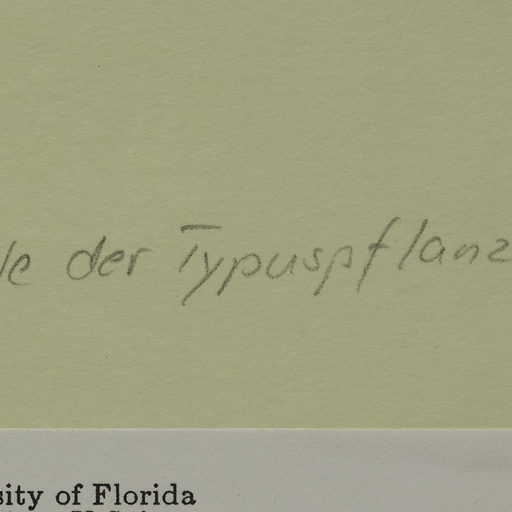 le der Typuspflanz
sity of Florida